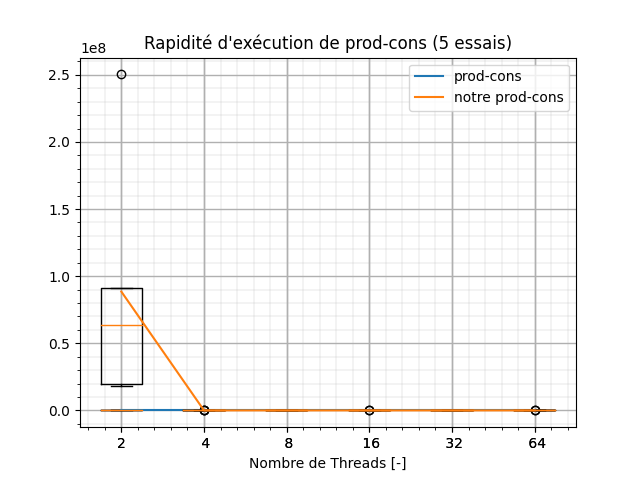 Rapidité d'exécution de prod-cons (5 essais)
1e8
prod-cons
notre prod-cons
2.5
2.0
1.5
1.0
0.5
0.0
2 4 8 16 32 64
Nombre de Threads [-]